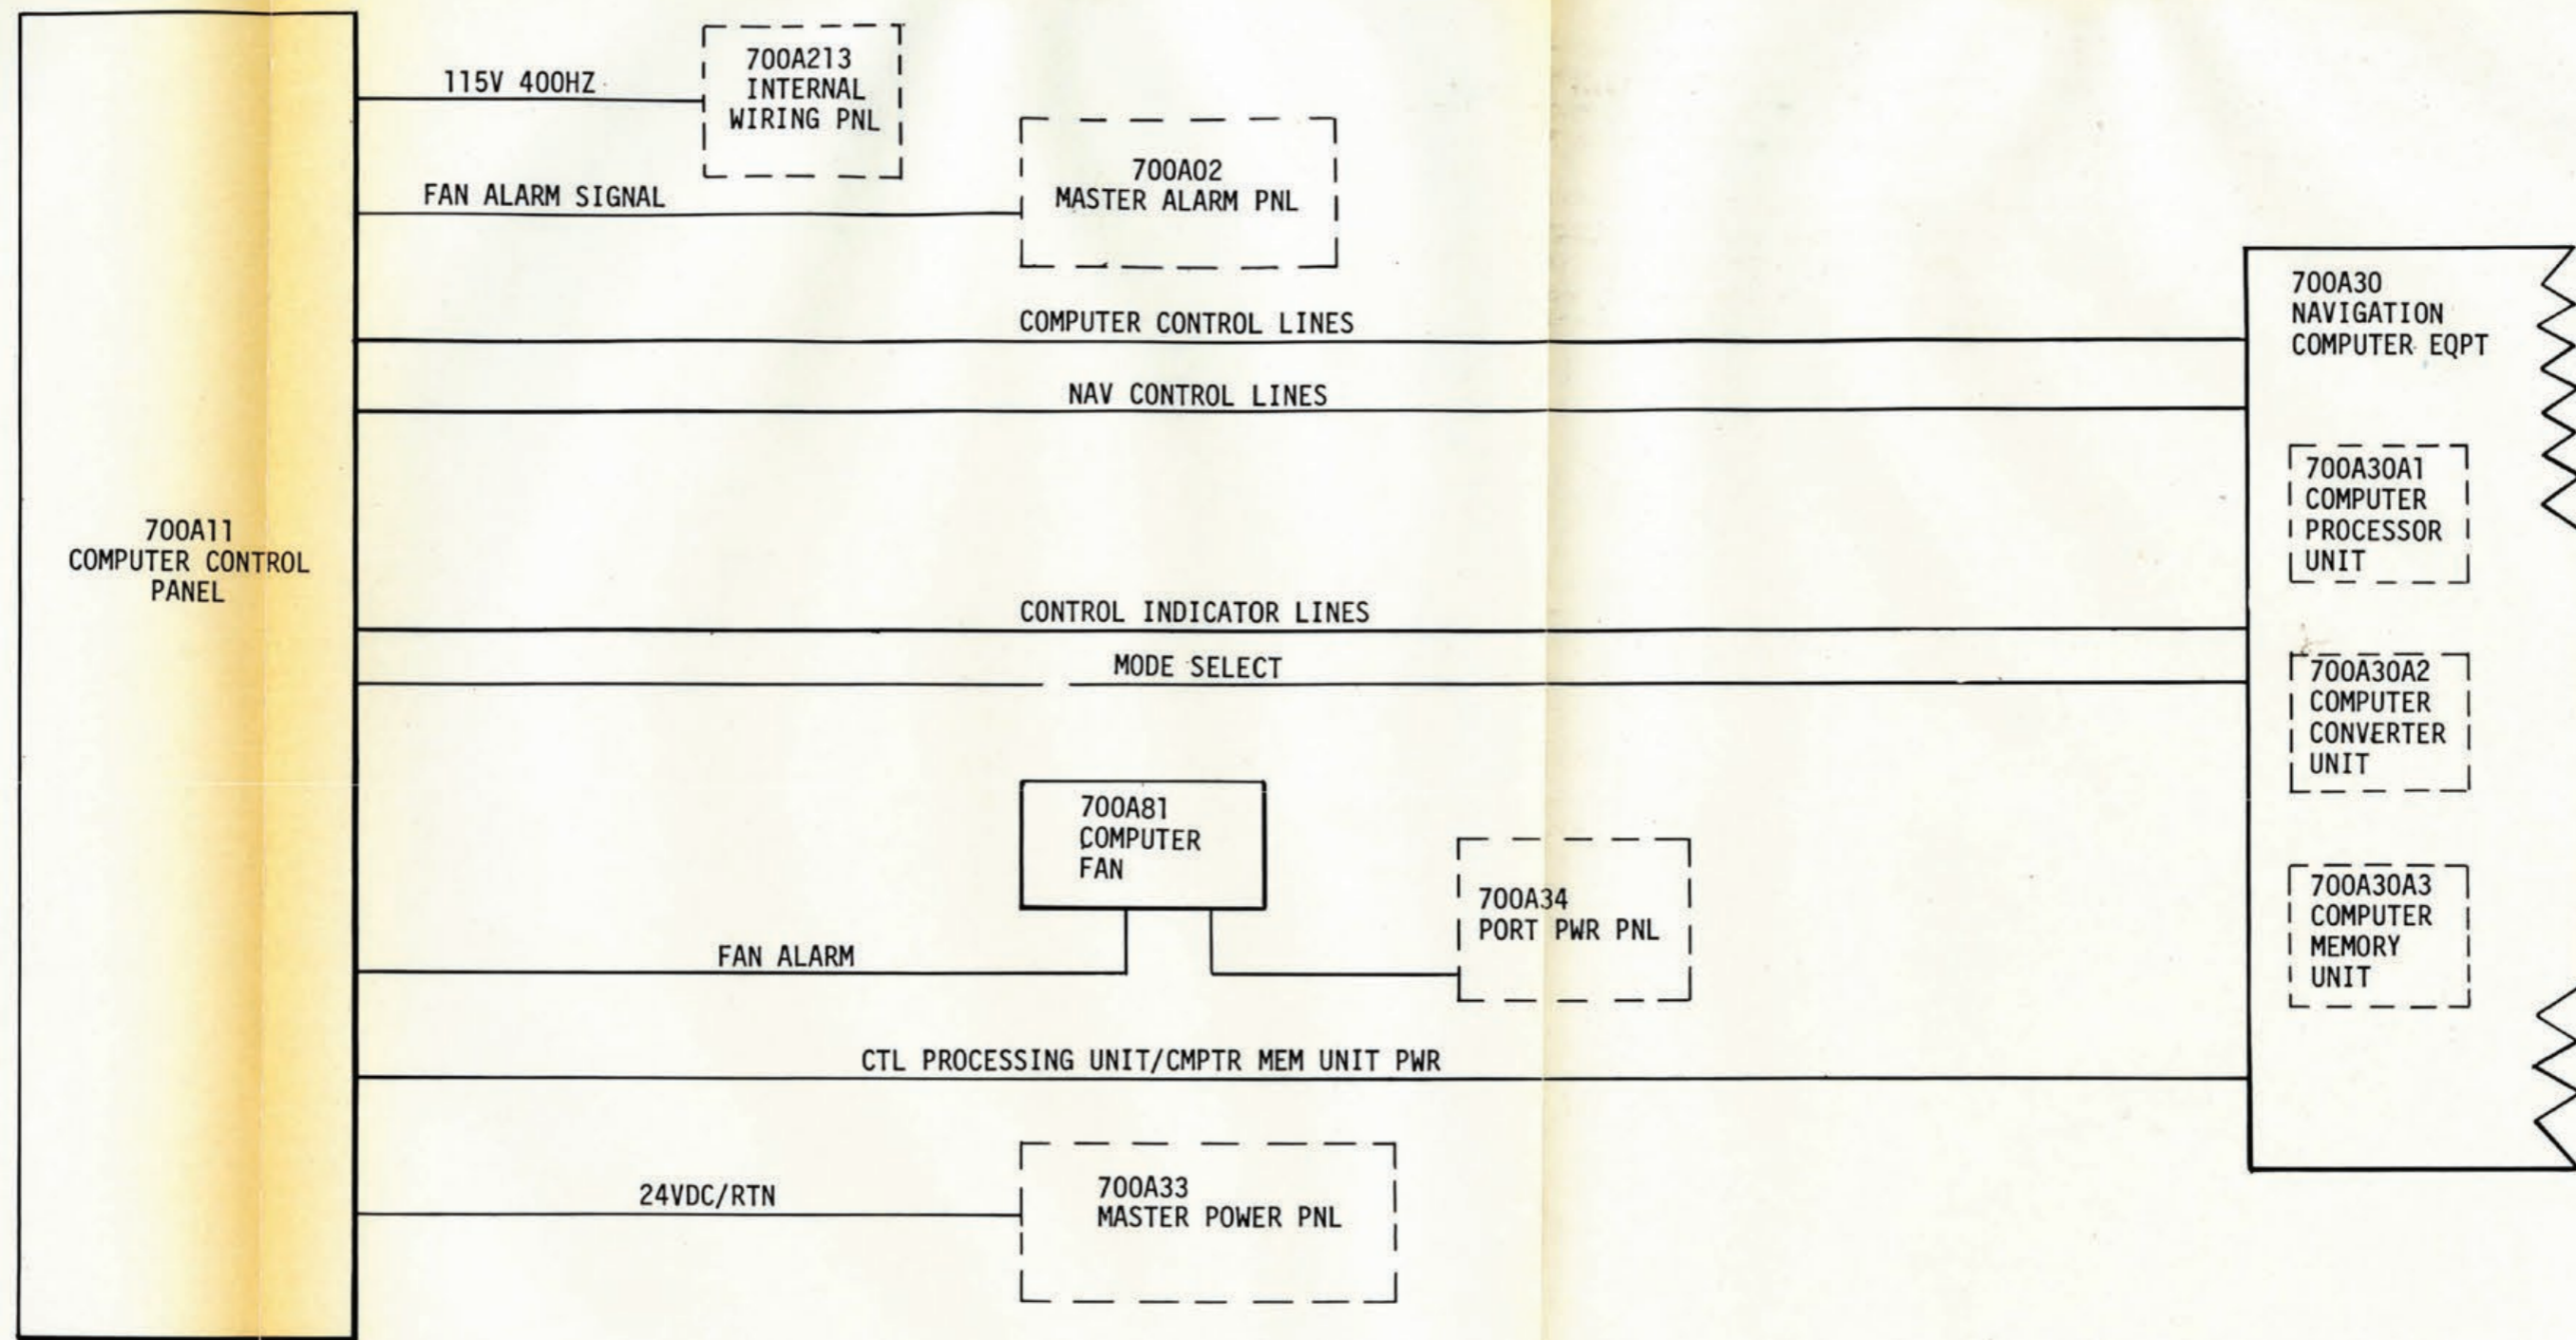 115V 400HZ
700A213
INTERNAL
WIRING PNL
FAN ALARM SIGNAL
700A02
MASTER ALARM PNL
COMPUTER CONTROL LINES
NAV CONTROL LINES
700A11
COMPUTER CONTROL
PANEL
CONTROL INDICATOR LINES
MODE SELECT
700A81
COMPUTER
FAN
700A34
PORT PWR PNL
FAN ALARM
CTL PROCESSING UNIT/CMPTR MEM UNIT PWR
24VDC/RTN
700A33
MASTER POWER PNL
700A30
NAVIGATION
COMPUTER EQPT
700A30A1
COMPUTER
PROCESSOR
UNIT
700A30A2
COMPUTER
CONVERTER
UNIT
700A30A3
COMPUTER
MEMORY
UNIT